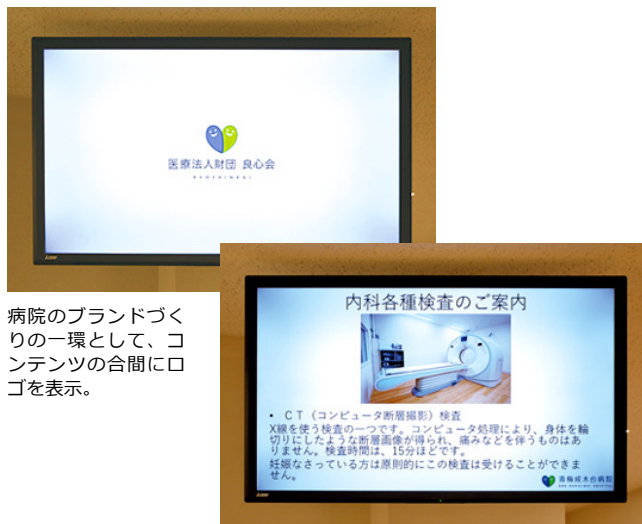 医療法人財団 良心会
RYOSHINKAI
病院のブランドづく
りの一環として、コ
ンテンツの合間にロ
ゴを表示。
内科各種検査のご案内
• CT（コンピュータ断層撮影）検査
X線を使う検査の一つです。コンピュータ処理により、身体を輪
切りにしたような断層画像が得られ、痛みなどを伴うものはあ
りません。検査時間は、15分ほどです。
妊娠なさっている方は原則的にこの検査は受けることができま
せん。
青梅成木台病院